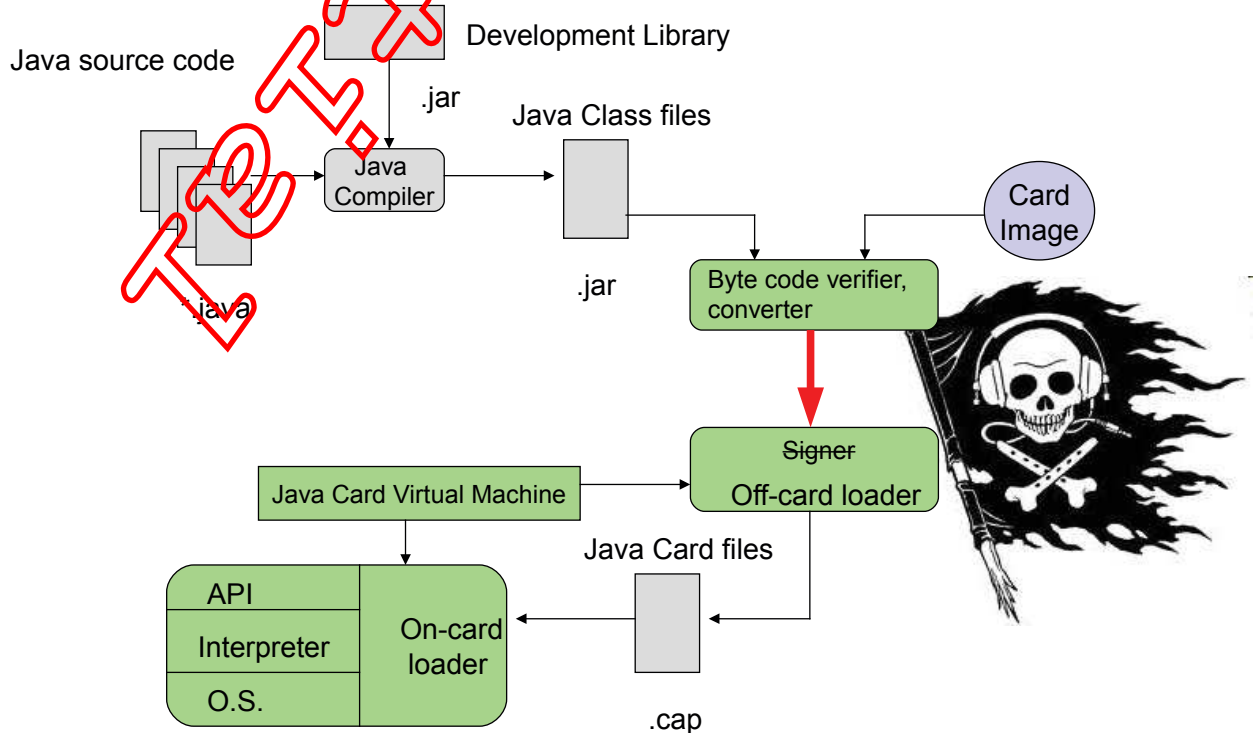 Development Library
Java source code
.jar
Java Class files
Java
Compiler
Card
Image
Byte code verifier,
converter
.jar
*.java
Signer
Off-card loader
Java Card Virtual Machine
Java Card files
API
Interpreter
O.S.
On-card
loader
.cap